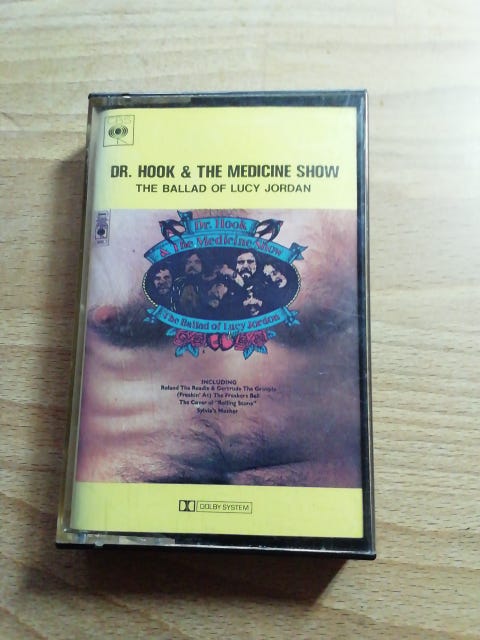 CBS
DR. HOOK & THE MEDICINE SHOW
THE BALLAD OF LUCY JORDAN
Dr. Hook
& The Medicine Show
The Ballad of Lucy Jordon
INCLUDING
Roland The Roadie & Gertrude The Groupie
(Freakin' At) The Freakers Ball
The Cover of "Rolling Stone"
Sylvia's Mother
DOLBY SYSTEM